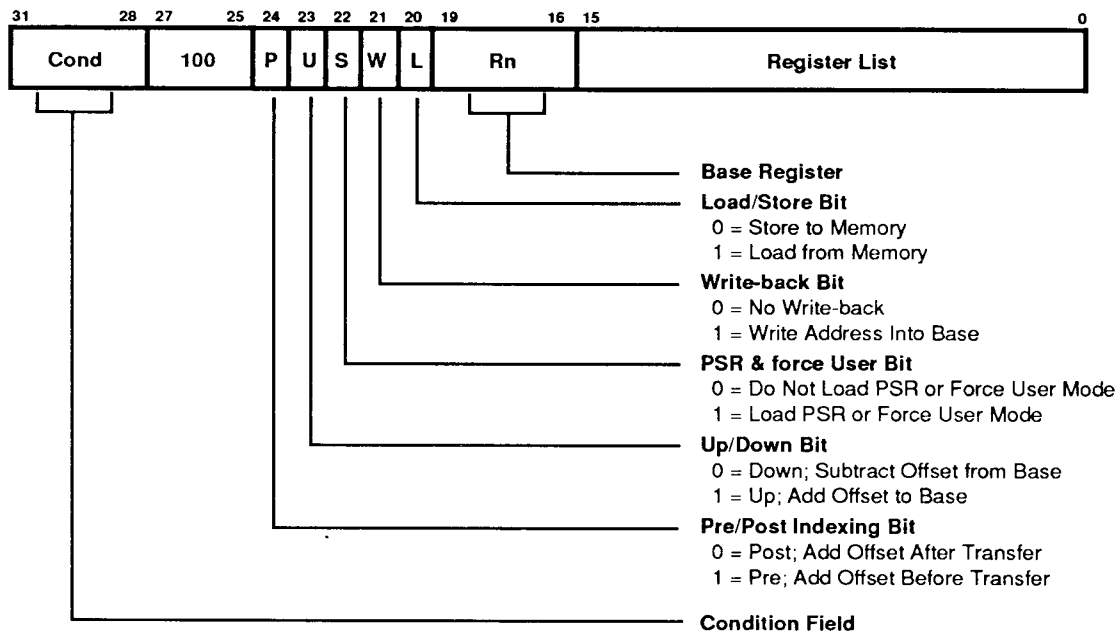 31 28 27 25 24 23 22 21 20 19 16 15 0
Cond 100 P U S W L Rn Register List
Base Register
Load/Store Bit
0 = Store to Memory
1 = Load from Memory
Write-back Bit
0 = No Write-back
1 = Write Address Into Base
PSR & force User Bit
0 = Do Not Load PSR or Force User Mode
1 = Load PSR or Force User Mode
Up/Down Bit
0 = Down; Subtract Offset from Base
1 = Up; Add Offset to Base
Pre/Post Indexing Bit
0 = Post; Add Offset After Transfer
1 = Pre; Add Offset Before Transfer
Condition Field